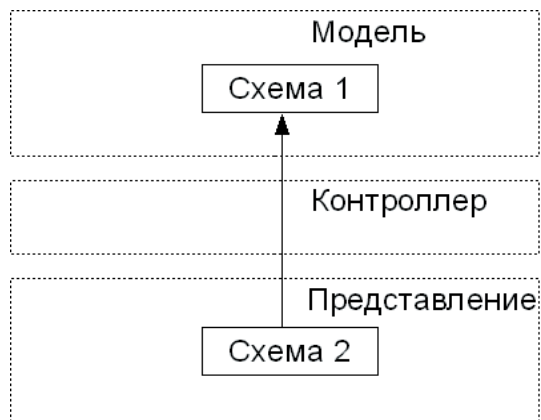 Модель
Схема 1
Контроллер
Представление
Схема 2